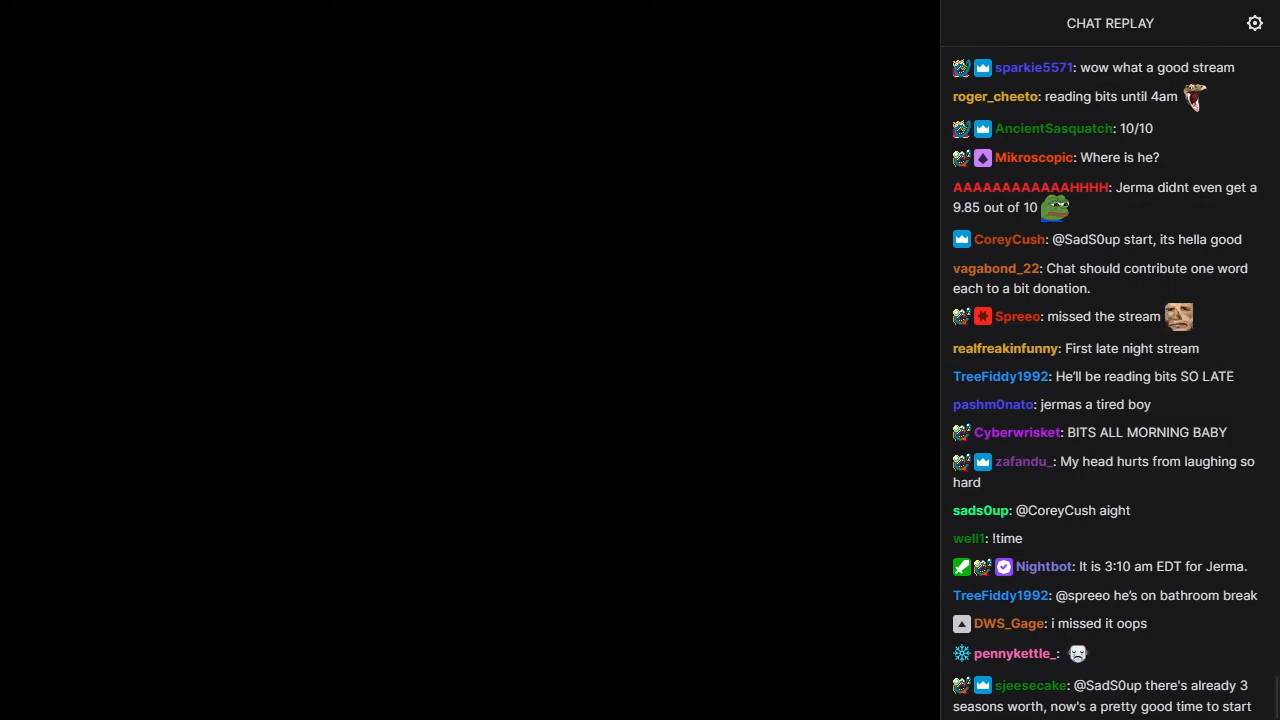 CHAT REPLAY
sparkie5571: wow what a good stream
roger_cheeto: reading bits until 4am
AncientSasquatch: 10/10
Mikroscopic: Where is he?
AAAAAAAAAAAAHHHH: Jerma didnt even get a
9.85 out of 10
CoreyCush: @SadS0up start, its hella good
vagabond_22: Chat should contribute one word
each to a bit donation.
Spreeo: missed the stream
realfreakinfunny: First late night stream
TreeFiddy1992: He'll be reading bits SO LATE
pashm0nato: jermas a tired boy
Cyberwrisket: BITS ALL MORNING BABY
zafandu_: My head hurts from laughing so
hard
sads0up: @CoreyCush aight
well1: !time
Nightbot: It is 3:10 am EDT for Jerma.
TreeFiddy1992: @spreeo he's on bathroom break
DWS_Gage: i missed it oops
pennykettle_:
sjeesecake: @SadS0up there's already 3
seasons worth, now's a pretty good time to start